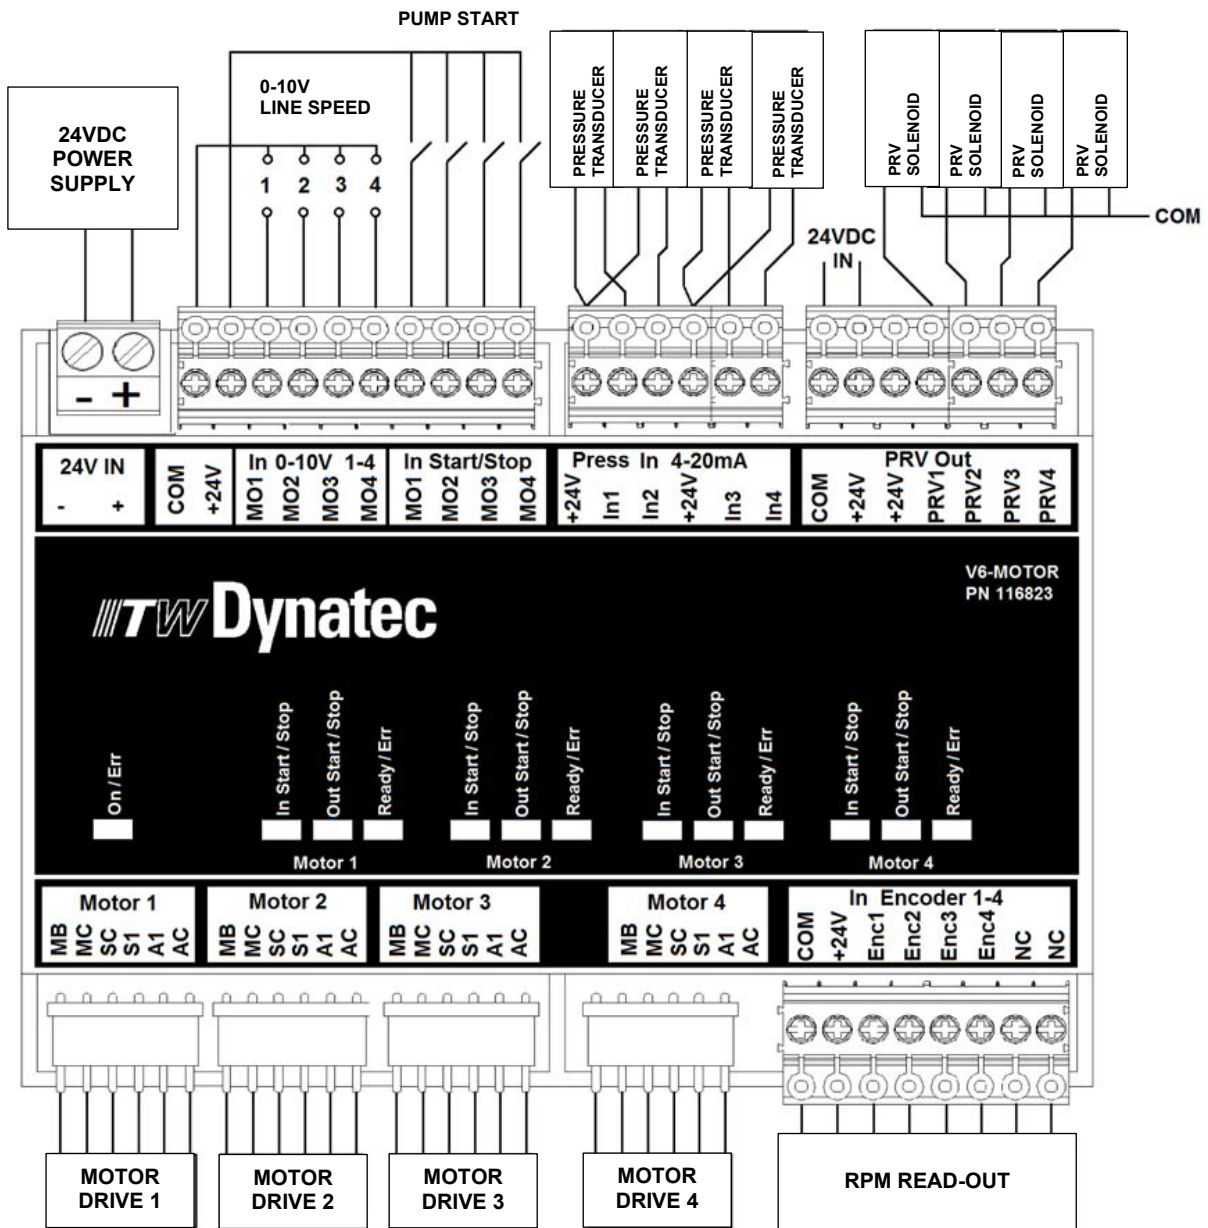 PUMP START
0-10V
LINE SPEED
24VDC
POWER
SUPPLY
1 2 3 4
PRESSURE
TRANSDUCER
PRESSURE
TRANSDUCER
PRESSURE
TRANSDUCER
PRESSURE
TRANSDUCER
PRV
SOLENOID
PRV
SOLENOID
PRV
SOLENOID
PRV
SOLENOID
COM
24VDC
IN
- +
24V IN
- +
COM +24V
In 0-10V 1-4
MO1 MO2 MO3 MO4
In Start/Stop
MO1 MO2 MO3 MO4
Press In 4-20mA
+24V In1 In2 +24V In3 In4
PRV Out
COM +24V +24V PRV1 PRV2 PRV3 PRV4
V6-MOTOR
PN 116823
ITW Dynatec
On / Err
In Start / Stop
Out Start / Stop
Ready / Err
Motor 1
In Start / Stop
Out Start / Stop
Ready / Err
Motor 2
In Start / Stop
Out Start / Stop
Ready / Err
Motor 3
In Start / Stop
Out Start / Stop
Ready / Err
Motor 4
Motor 1
MB MC SC S1 A1 AC
Motor 2
MB MC SC S1 A1 AC
Motor 3
MB MC SC S1 A1 AC
Motor 4
MB MC SC S1 A1 AC
In Encoder 1-4
COM +24V Enc1 Enc2 Enc3 Enc4 NC NC
MOTOR
DRIVE 1
MOTOR
DRIVE 2
MOTOR
DRIVE 3
MOTOR
DRIVE 4
RPM READ-OUT